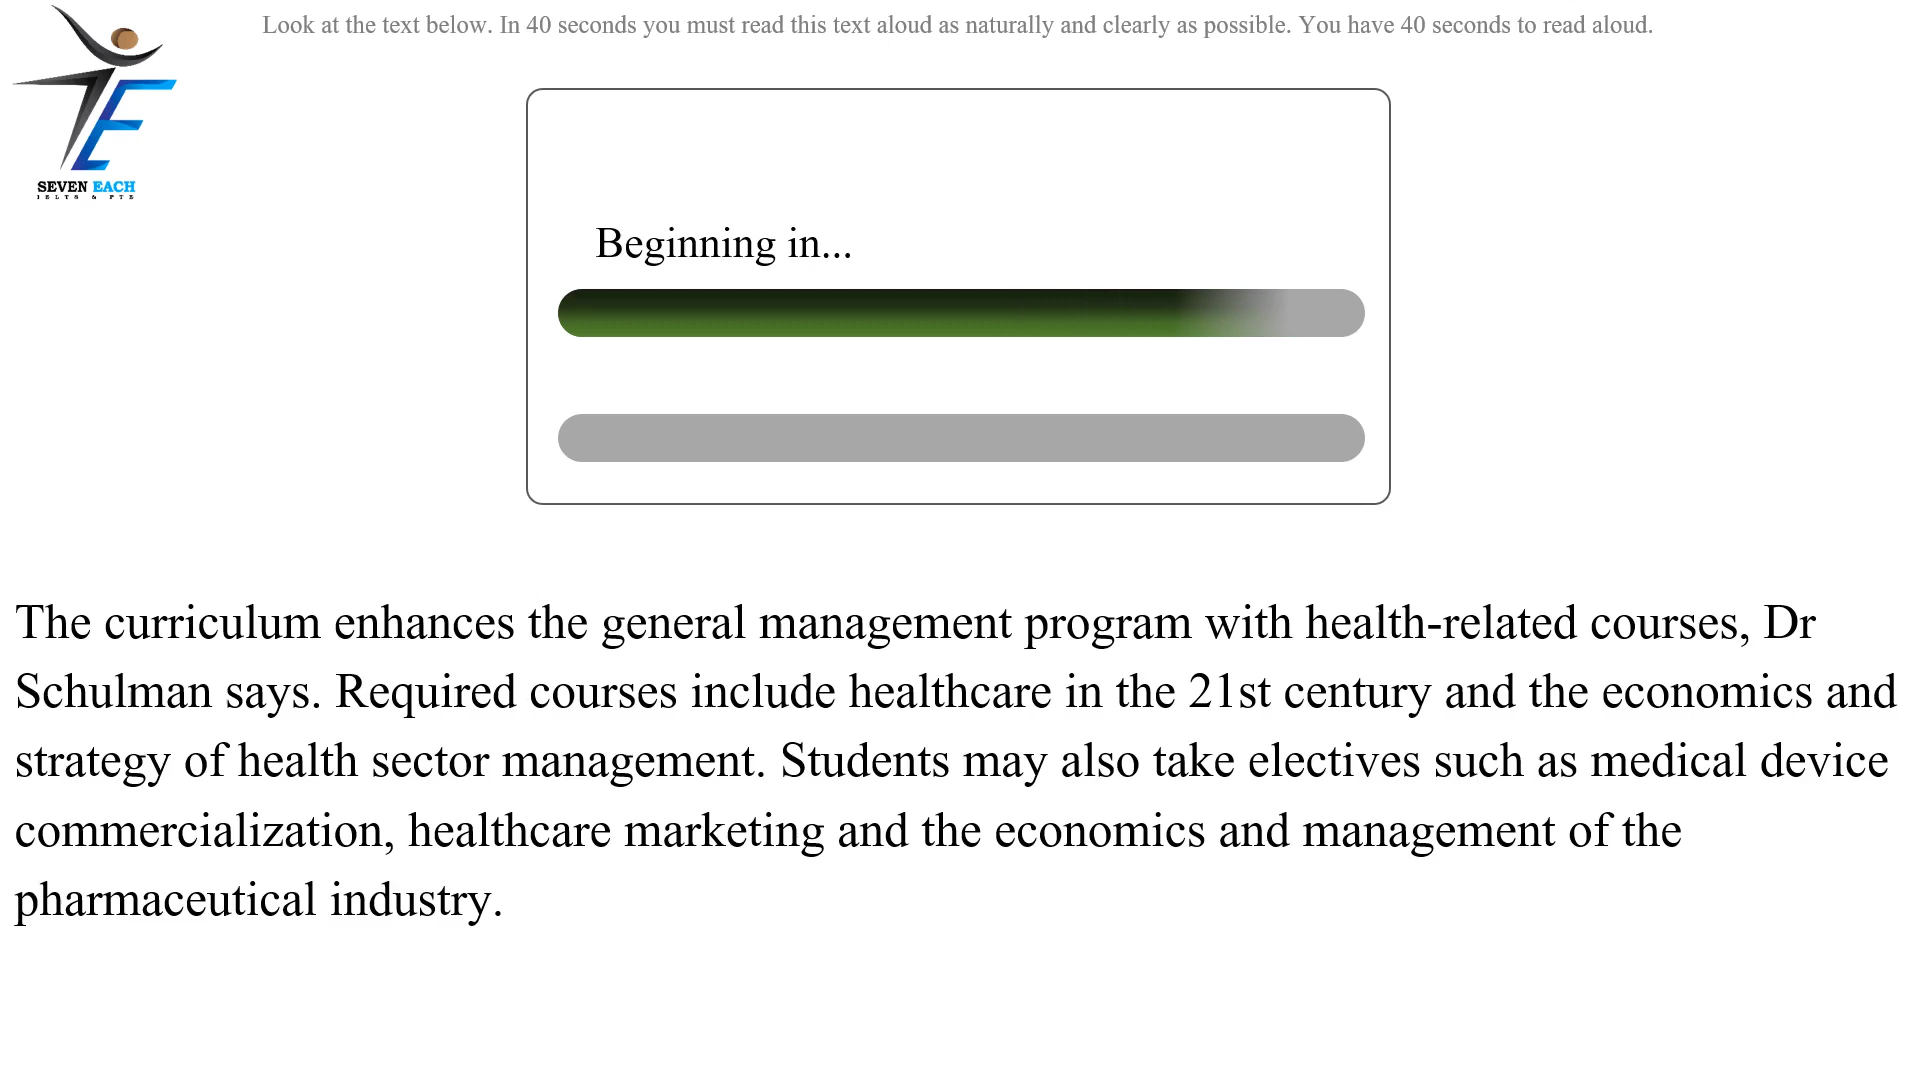 Look at the text below. In 40 seconds you must read this text aloud as naturally and clearly as possible. You have 40 seconds to read aloud.
SEVEN EACH
IELTS & PTE
Beginning in...
The curriculum enhances the general management program with health-related courses, Dr
Schulman says. Required courses include healthcare in the 21st century and the economics and
strategy of health sector management. Students may also take electives such as medical device
commercialization, healthcare marketing and the economics and management of the
pharmaceutical industry.